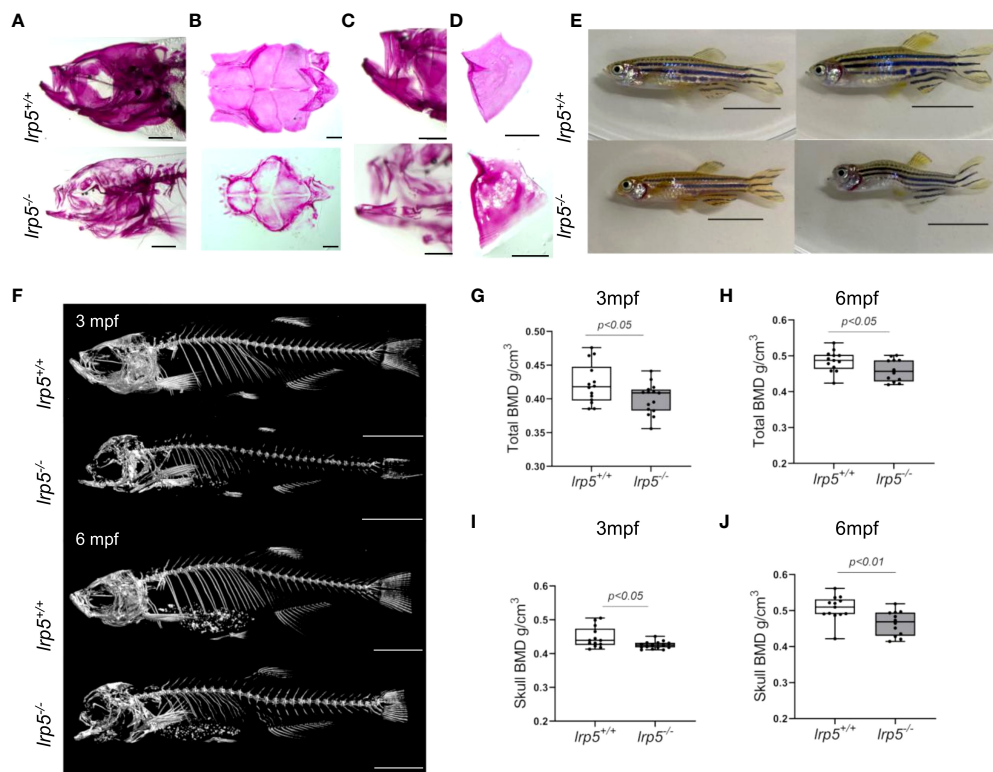 A
B
C
D
E
lrp5+/+
lrp5-/-
F
3 mpf
lrp5+/+
lrp5-/-
6 mpf
lrp5+/+
lrp5-/-
G
3mpf
p<0.05
Total BMD g/cm3
0.50
0.45
0.40
0.35
0.30
lrp5+/+ lrp5-/-
H
6mpf
p<0.05
Total BMD g/cm3
0.6
0.5
0.4
0.3
0.2
lrp5+/+ lrp5-/-
I
3mpf
p<0.05
Skull BMD g/cm3
0.6
0.5
0.4
0.3
0.2
lrp5+/+ lrp5-/-
J
6mpf
p<0.01
Skull BMD g/cm3
0.6
0.5
0.4
0.3
0.2
lrp5+/+ lrp5-/-